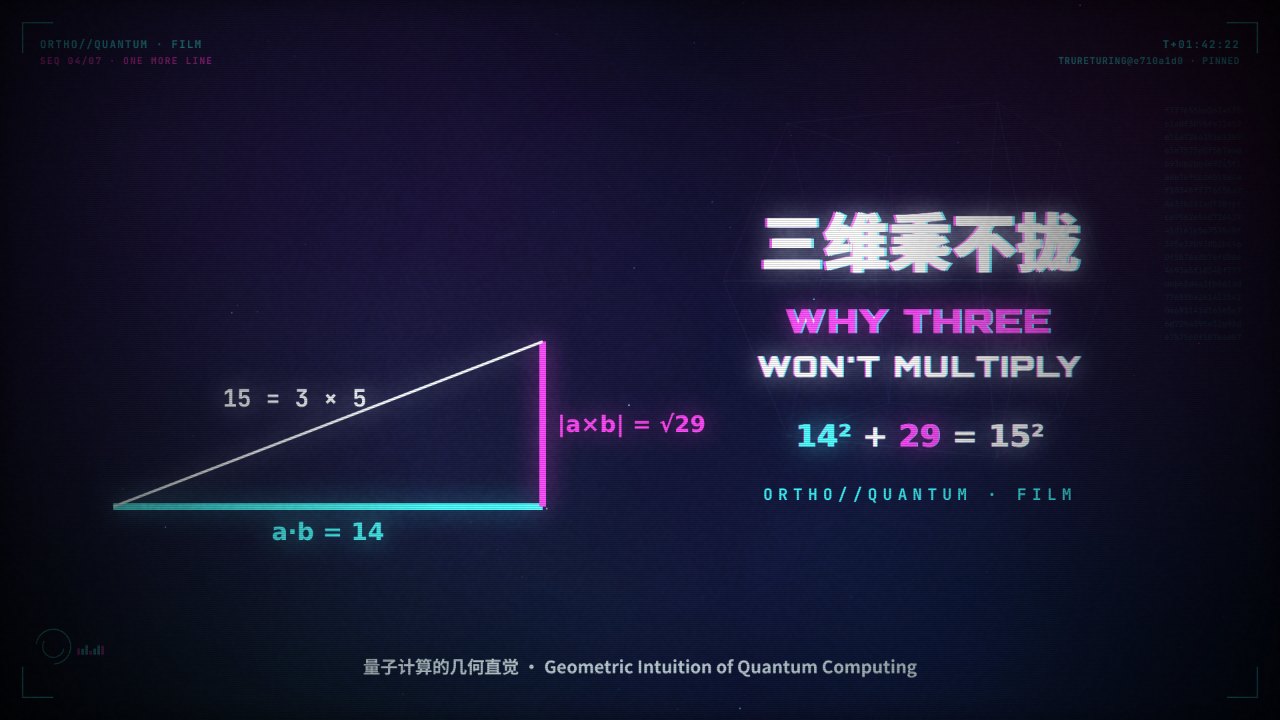 ORTHO//QUANTUM · FILM
SEQ 04/07 · ONE MORE LINE
T+01:42:22
TRURETURING@e710a1d8 · PINNED
三维乘不拢
WHY THREE
WON'T MULTIPLY
14² + 29 = 15²
ORTHO//QUANTUM · FILM
15 = 3 × 5
|a×b| = √29
a·b = 14
量子计算的几何直觉 • Geometric Intuition of Quantum Computing